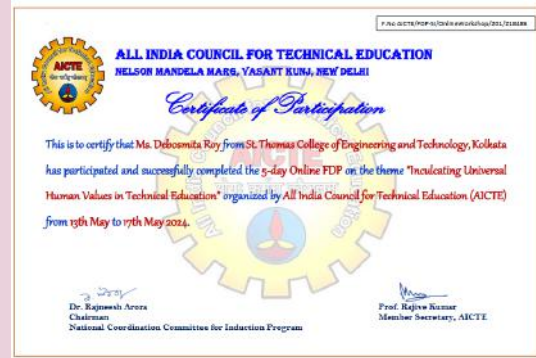 ALL INDIA COUNCIL FOR TECHNICAL EDUCATION
NELSON MANDELA MARG, VASANT KUNJ, NEW DELHI
Certificate of Participation
This is to certify that Ms. Debosmita Roy from St. Thomas College of Engineering and Technology, Kolkata
has participated and successfully completed the 5-day Online FDP on the theme "Inculcating Universal
Human Values in Technical Education" organized by All India Council for Technical Education (AICTE)
from 13th May to 17th May 2024.
AICTE
Dr. Rajneesh Arora
Chairman
National Coordination Committee for Induction Program
Prof. Rajive Kumar
Member Secretary, AICTE